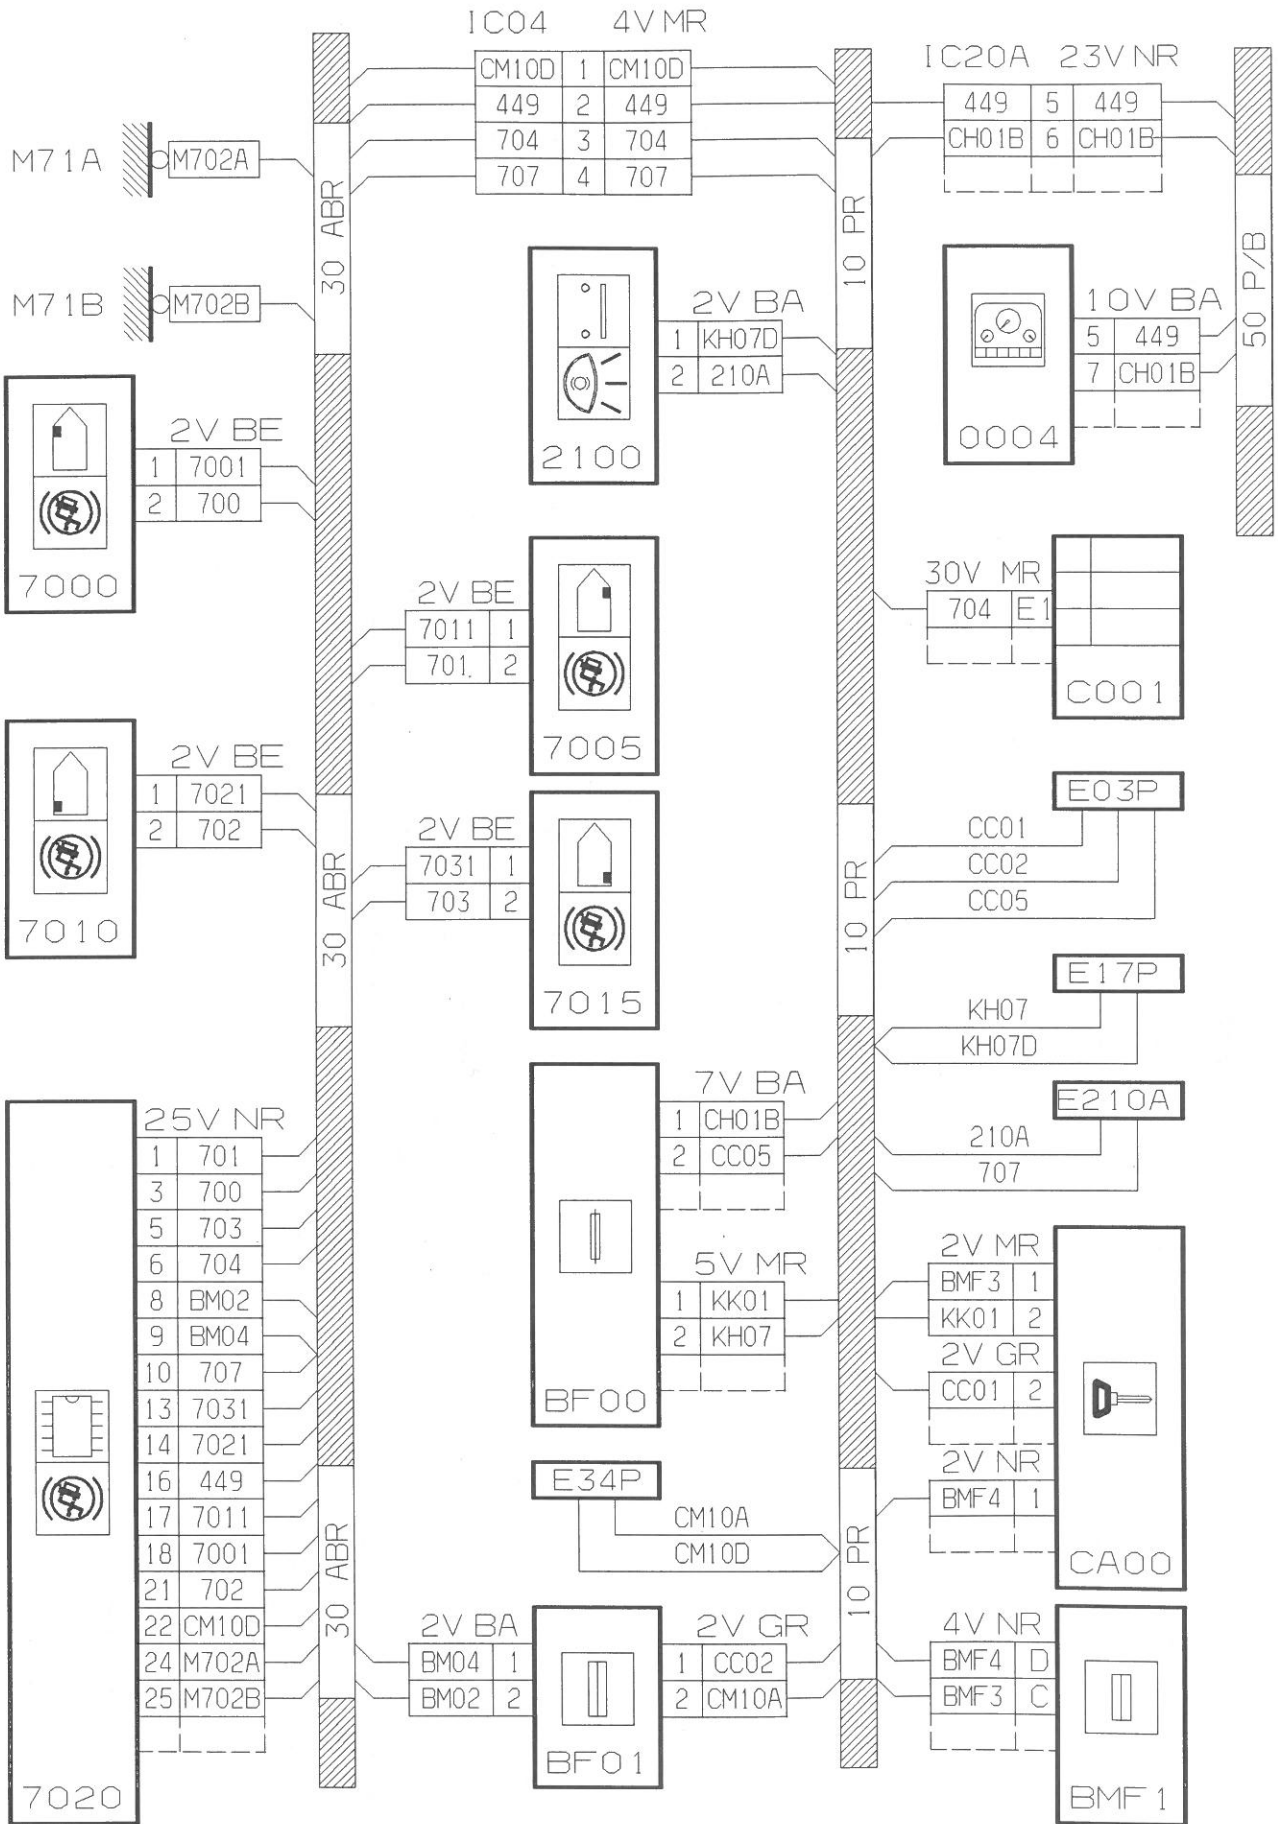 IC04 4V MR
CM10D 1 CM10D
449 2 449
704 3 704
707 4 707
IC20A 23V NR
449 5 449
CH01B 6 CH01B
M71A M702A
M71B M702B
30 ABR
10 PR
50 P/B
2V BA
1 KH07D
2 210A
2100
10V BA
5 449
7 CH01B
0004
2V BE
1 7001
2 700
7000
2V BE
7011 1
701. 2
7005
30V MR
704 E1
C001
2V BE
1 7021
2 702
7010
2V BE
7031 1
703 2
7015
30 ABR
10 PR
E03P
CC01
CC02
CC05
E17P
KH07
KH07D
E210A
210A
707
25V NR
1 701
3 700
5 703
6 704
8 BM02
9 BM04
10 707
13 7031
14 7021
16 449
17 7011
18 7001
21 702
22 CM10D
24 M702A
25 M702B
7020
7V BA
1 CH01B
2 CC05
5V MR
1 KK01
2 KH07
BF00
2V MR
BMF3 1
KK01 2
2V GR
CC01 2
2V NR
BMF4 1
CA00
E34P
CM10A
CM10D
30 ABR
10 PR
2V BA
BM04 1
BM02 2
2V GR
1 CC02
2 CM10A
BF01
4V NR
BMF4 D
BMF3 C
BMF1